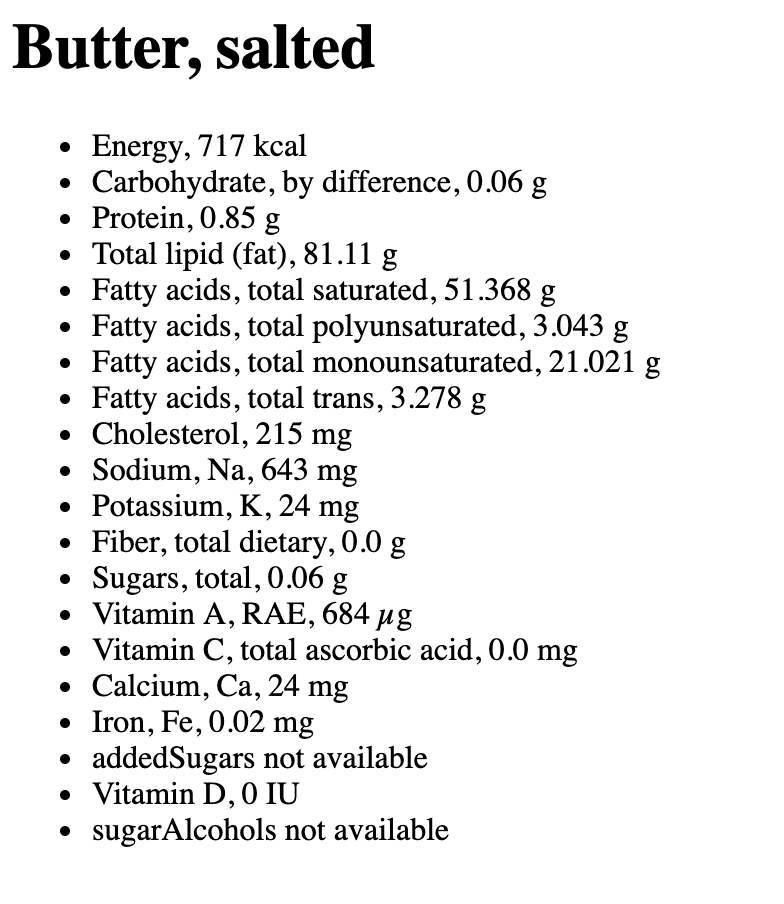 Butter, salted
• Energy, 717 kcal
• Carbohydrate, by difference, 0.06 g
• Protein, 0.85 g
• Total lipid (fat), 81.11 g
• Fatty acids, total saturated, 51.368 g
• Fatty acids, total polyunsaturated, 3.043 g
• Fatty acids, total monounsaturated, 21.021 g
• Fatty acids, total trans, 3.278 g
• Cholesterol, 215 mg
• Sodium, Na, 643 mg
• Potassium, K, 24 mg
• Fiber, total dietary, 0.0 g
• Sugars, total, 0.06 g
• Vitamin A, RAE, 684 µg
• Vitamin C, total ascorbic acid, 0.0 mg
• Calcium, Ca, 24 mg
• Iron, Fe, 0.02 mg
• addedSugars not available
• Vitamin D, 0 IU
• sugarAlcohols not available